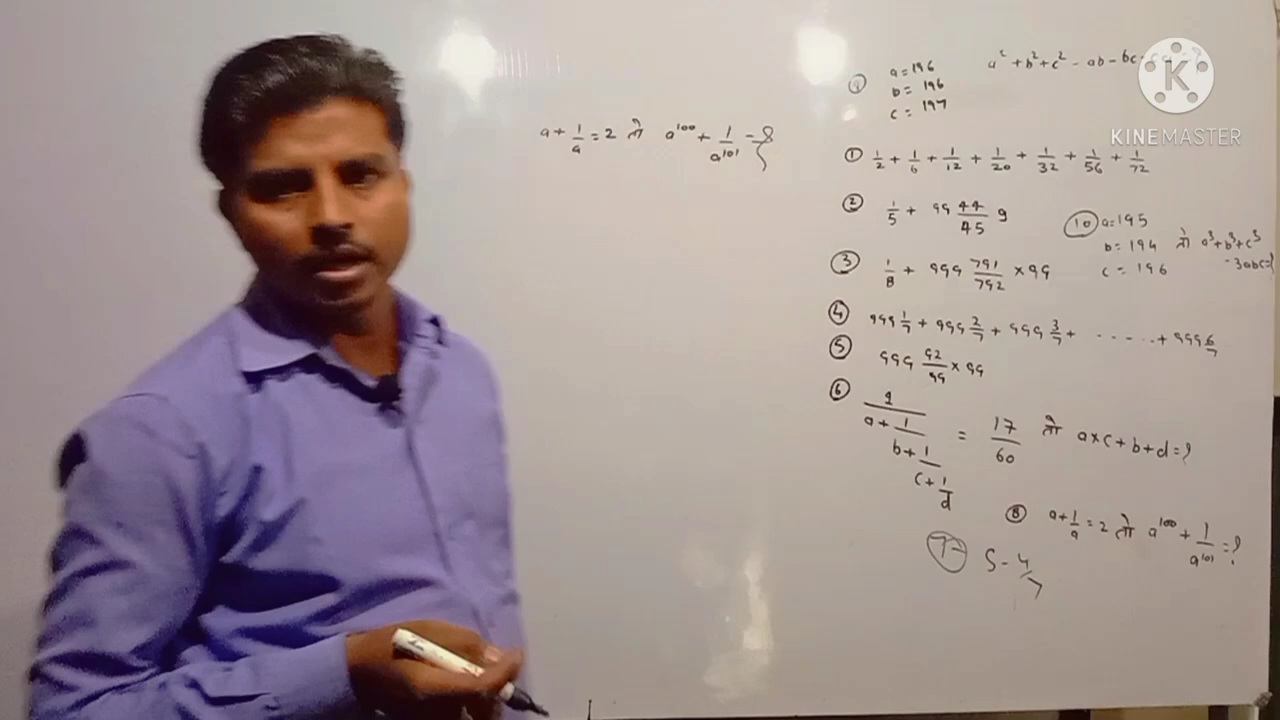 a + 1/a = 2 तो a¹⁰⁰ + 1/a¹⁰¹ = ?
⑨ a = 196 a² + b² + c² - ab - bc
b = 196
c = 197
KINEMASTER
① 1/2 + 1/6 + 1/12 + 1/20 + 1/32 + 1/56 + 1/72
② 1/5 + 99 44/45 9
③ 1/8 + 999 791/792 × 99
⑩ a = 195
b = 194 तो a³ + b³ + c³
c = 196 - 3abc = ?
④ 999 1/7 + 999 2/7 + 999 3/7 + ...... + 999 6/7
⑤ 999 92/99 × 99
⑥ 1/(a + 1/(b + 1/(c + 1/d))) = 17/60 तो a×c + b + d = ?
⑧ a + 1/a = 2 तो a¹⁰⁰ + 1/a¹⁰¹ = ?
⑦ 5 - 4/7